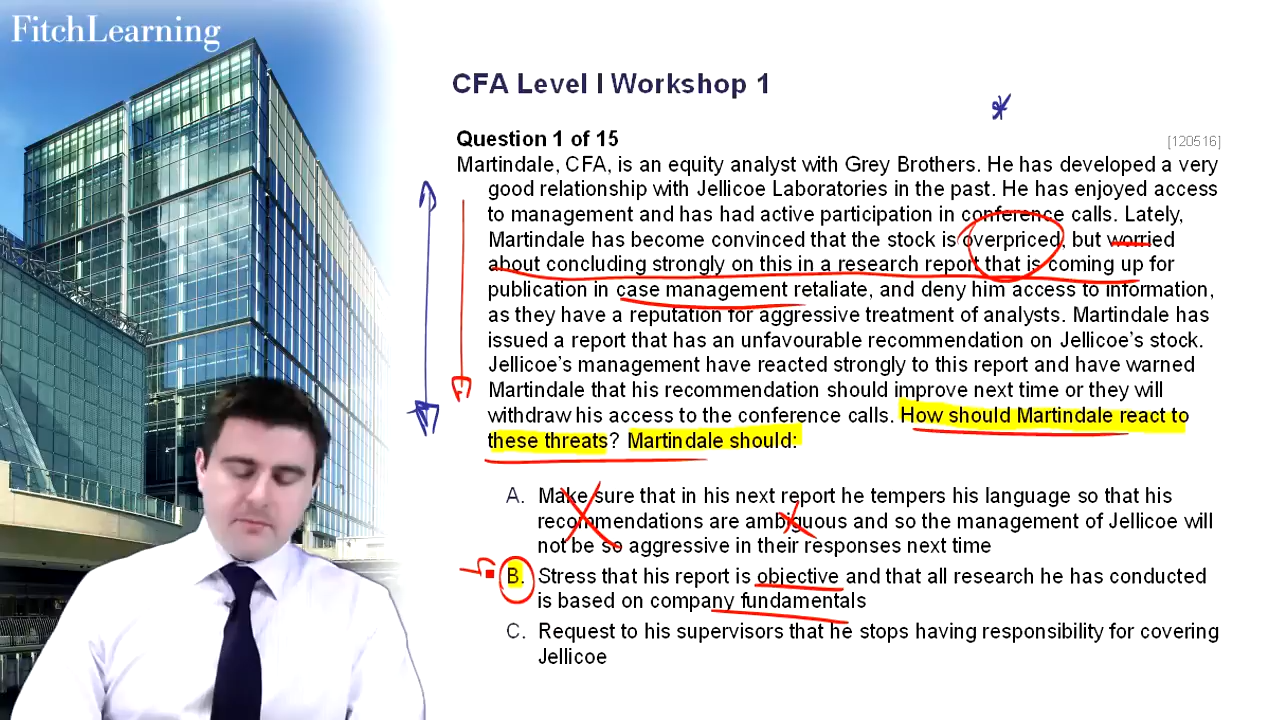 FitchLearning
CFA Level I Workshop 1
Question 1 of 15
[120516]
Martindale, CFA, is an equity analyst with Grey Brothers. He has developed a very
good relationship with Jellicoe Laboratories in the past. He has enjoyed access
to management and has had active participation in conference calls. Lately,
Martindale has become convinced that the stock is overpriced, but worried
about concluding strongly on this in a research report that is coming up for
publication in case management retaliate, and deny him access to information,
as they have a reputation for aggressive treatment of analysts. Martindale has
issued a report that has an unfavourable recommendation on Jellicoe's stock.
Jellicoe's management have reacted strongly to this report and have warned
Martindale that his recommendation should improve next time or they will
withdraw his access to the conference calls. How should Martindale react to
these threats? Martindale should:
A. Make sure that in his next report he tempers his language so that his
recommendations are ambiguous and so the management of Jellicoe will
not be so aggressive in their responses next time
B. Stress that his report is objective and that all research he has conducted
is based on company fundamentals
C. Request to his supervisors that he stops having responsibility for covering
Jellicoe